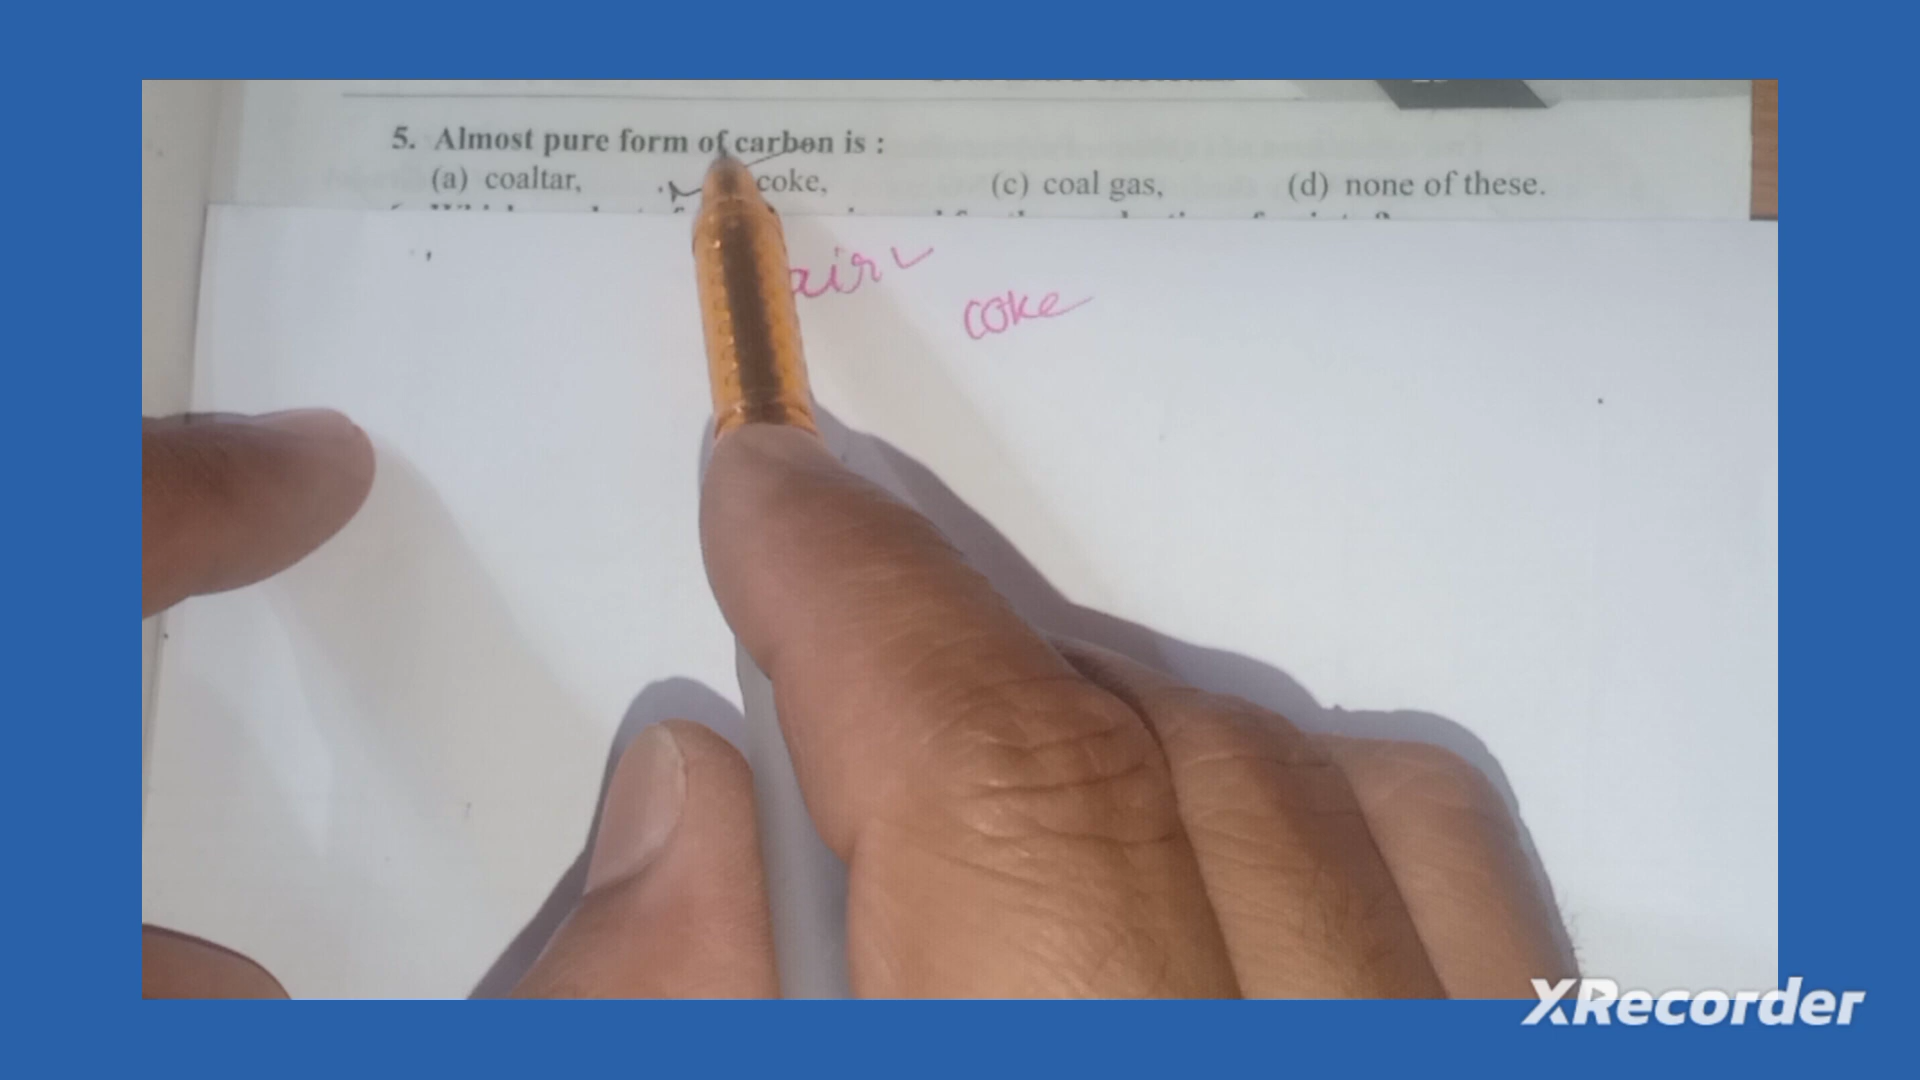 5. Almost pure form of carbon is :
(a) coaltar, coke, (c) coal gas, (d) none of these.
air
coke
XRecorder